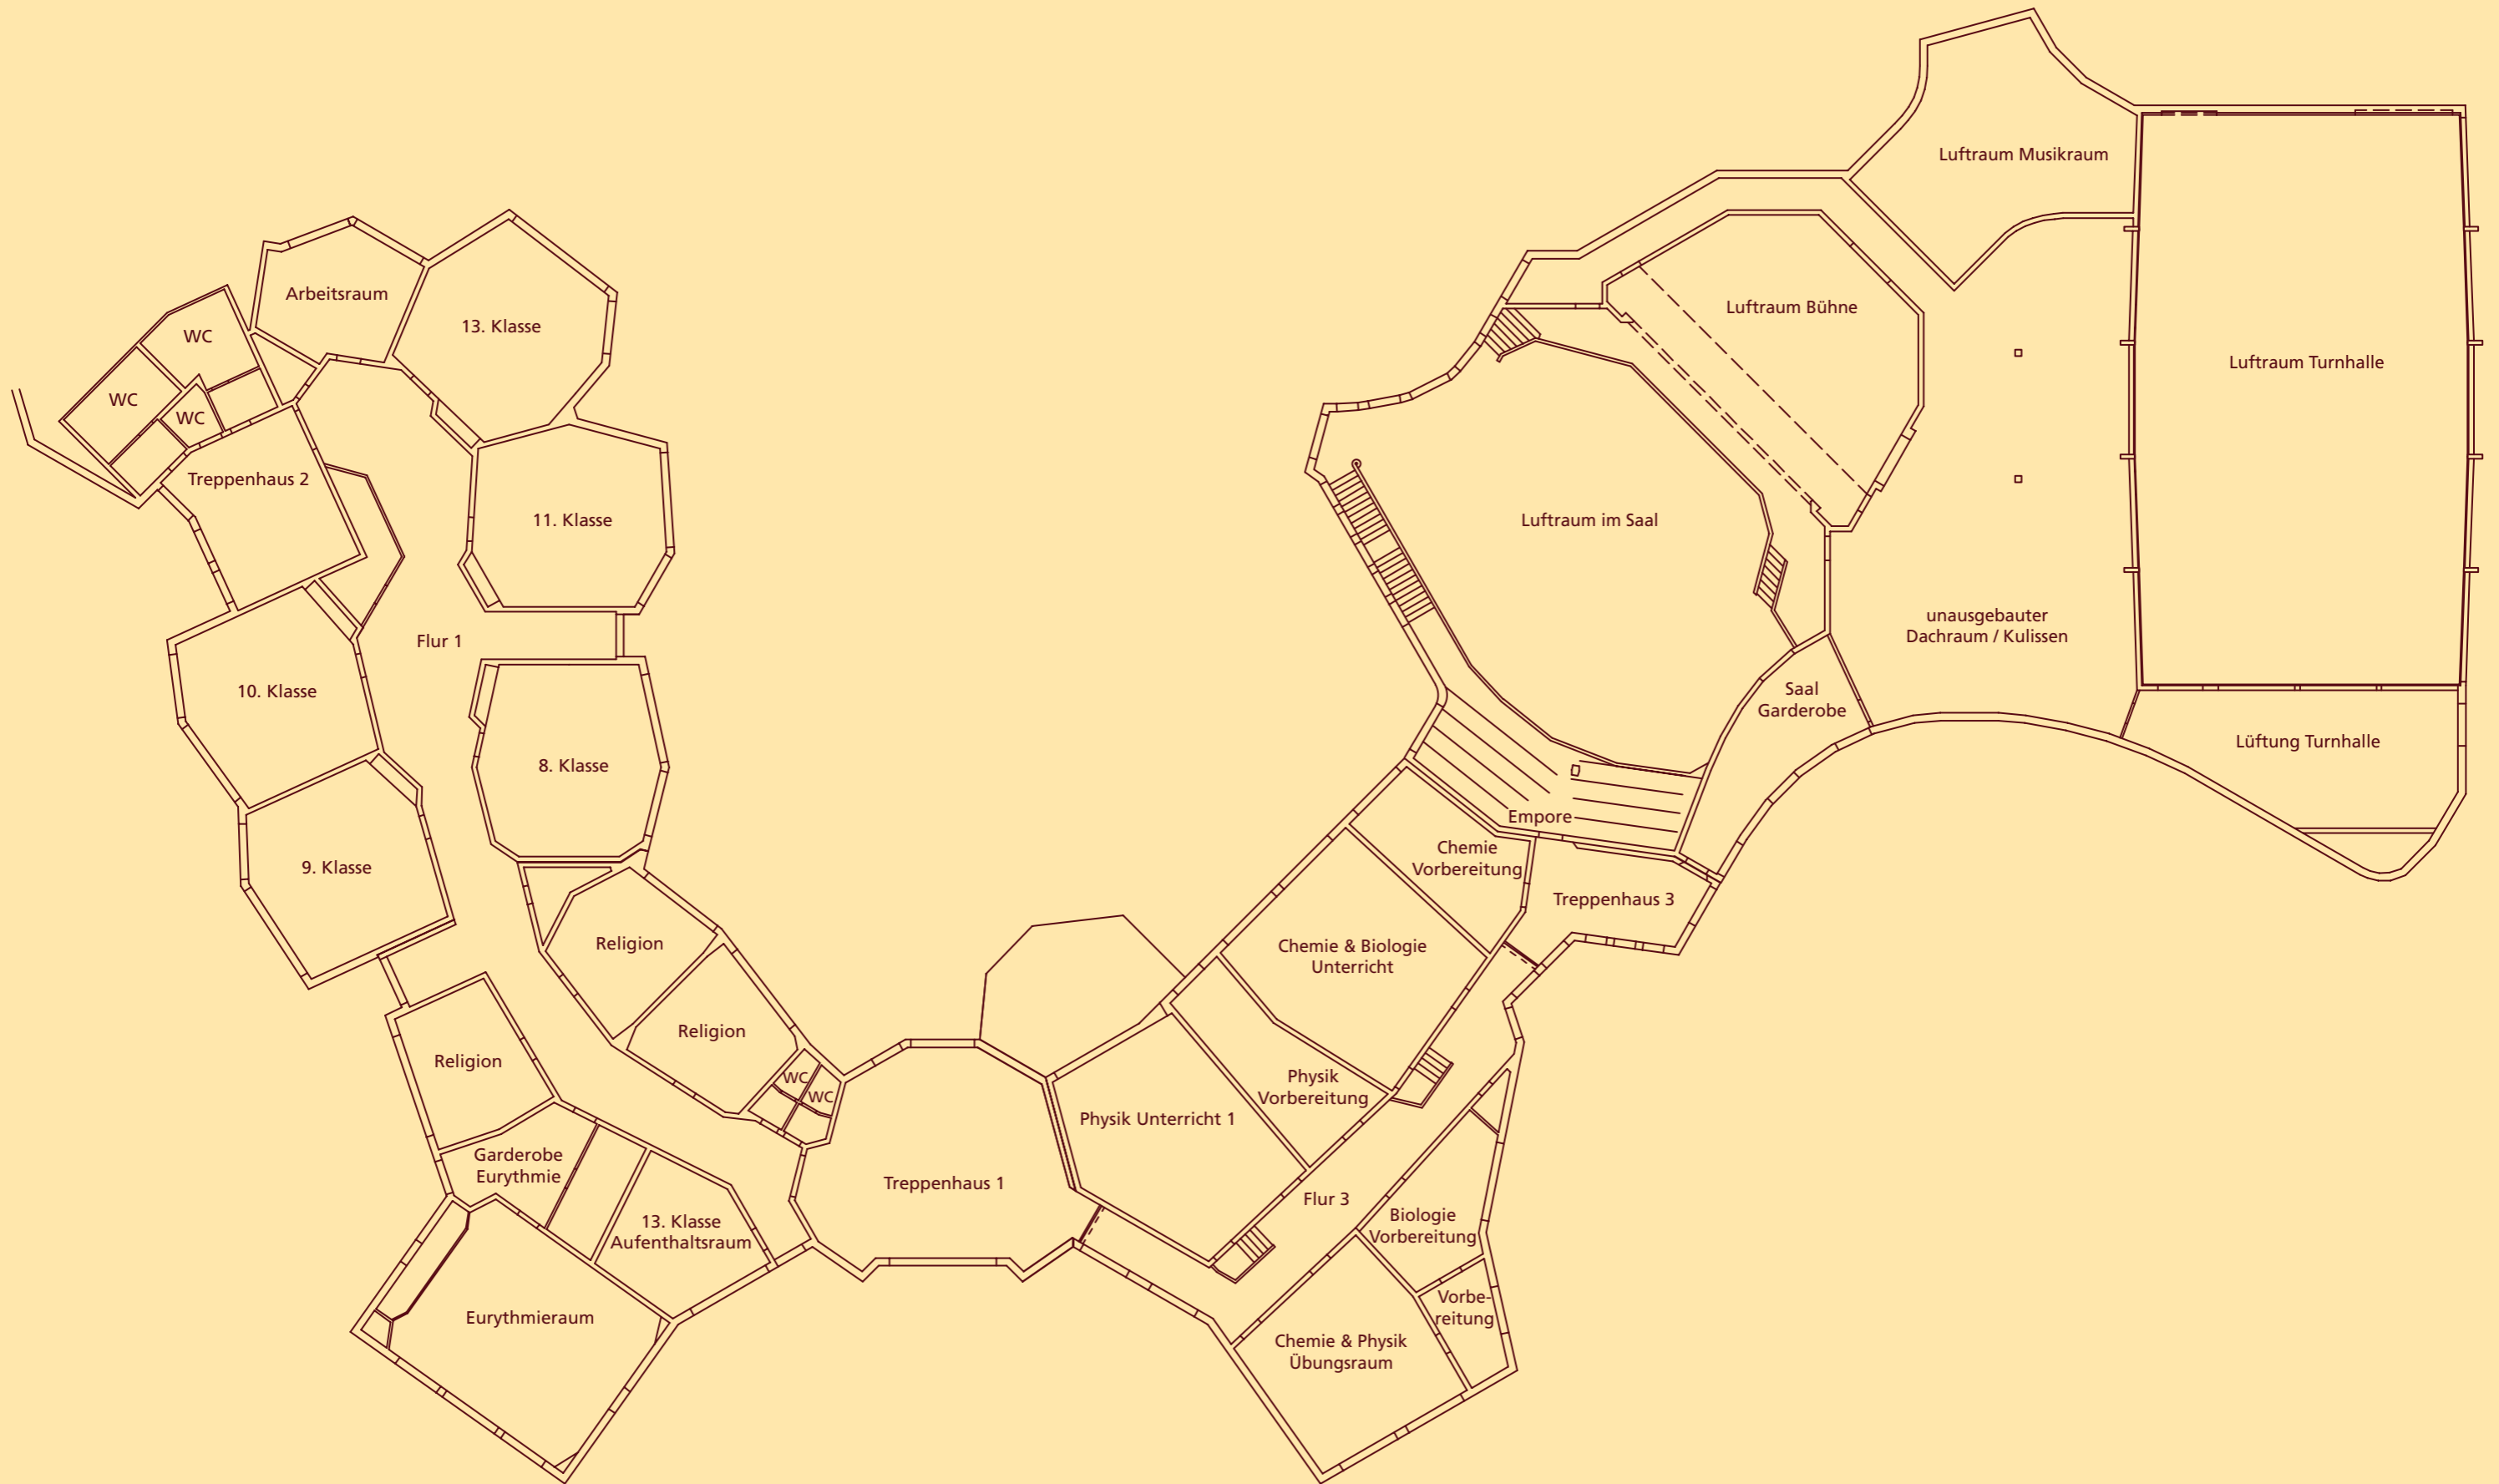 Luftraum Musikraum
Arbeitsraum
13. Klasse
Luftraum Bühne
WC
Luftraum Turnhalle
WC
WC
Treppenhaus 2
11. Klasse
Luftraum im Saal
unausgebauter
Dachraum / Kulissen
Flur 1
10. Klasse
Saal
Garderobe
Lüftung Turnhalle
8. Klasse
Empore
Chemie
Vorbereitung
9. Klasse
Treppenhaus 3
Religion
Chemie & Biologie
Unterricht
Religion
Religion
WC
WC
Physik
Vorbereitung
Physik Unterricht 1
Garderobe
Eurythmie
Treppenhaus 1
Flur 3
13. Klasse
Aufenthaltsraum
Biologie
Vorbereitung
Eurythmieraum
Vorbe-
reitung
Chemie & Physik
Übungsraum